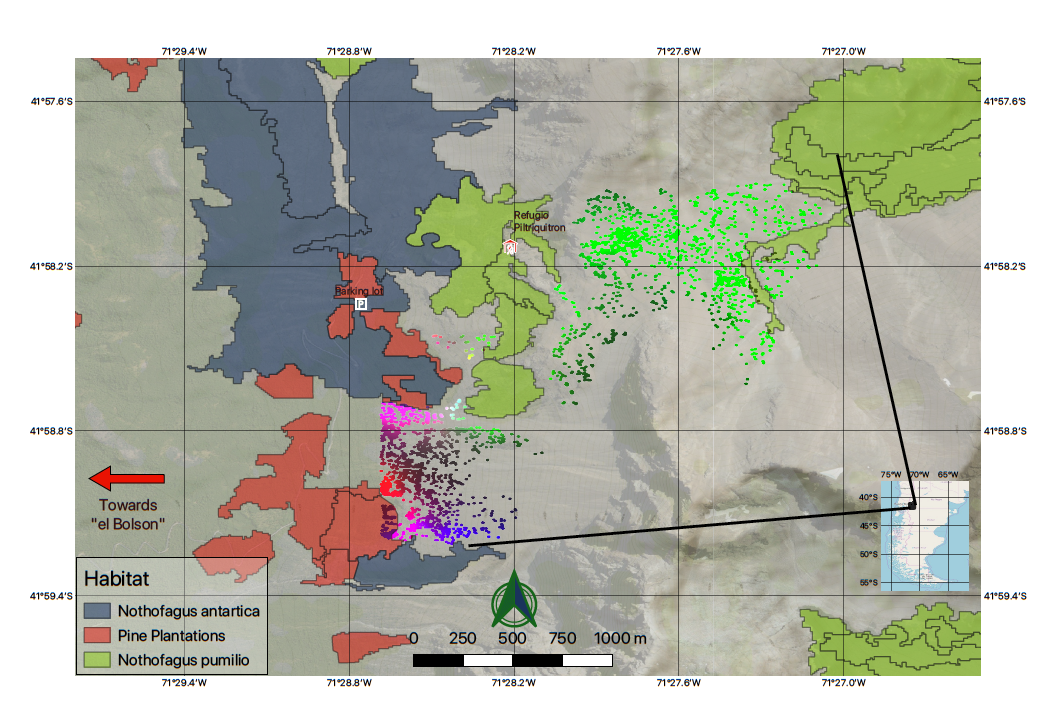 71°29.4'W 71°28.8'W 71°28.2'W 71°27.6'W 71°27.0'W
41°57.6'S 41°57.6'S
Refugio
Piltriquitron
41°58.2'S 41°58.2'S
Parking lot
P
41°58.8'S 41°58.8'S
75°W 70°W 65°W
40°S
45°S
50°S
55°S
Towards
"el Bolson"
Habitat
Nothofagus antartica
Pine Plantations
Nothofagus pumilio
41°59.4'S 41°59.4'S
0 250 500 750 1000 m
71°29.4'W 71°28.8'W 71°28.2'W 71°27.6'W 71°27.0'W